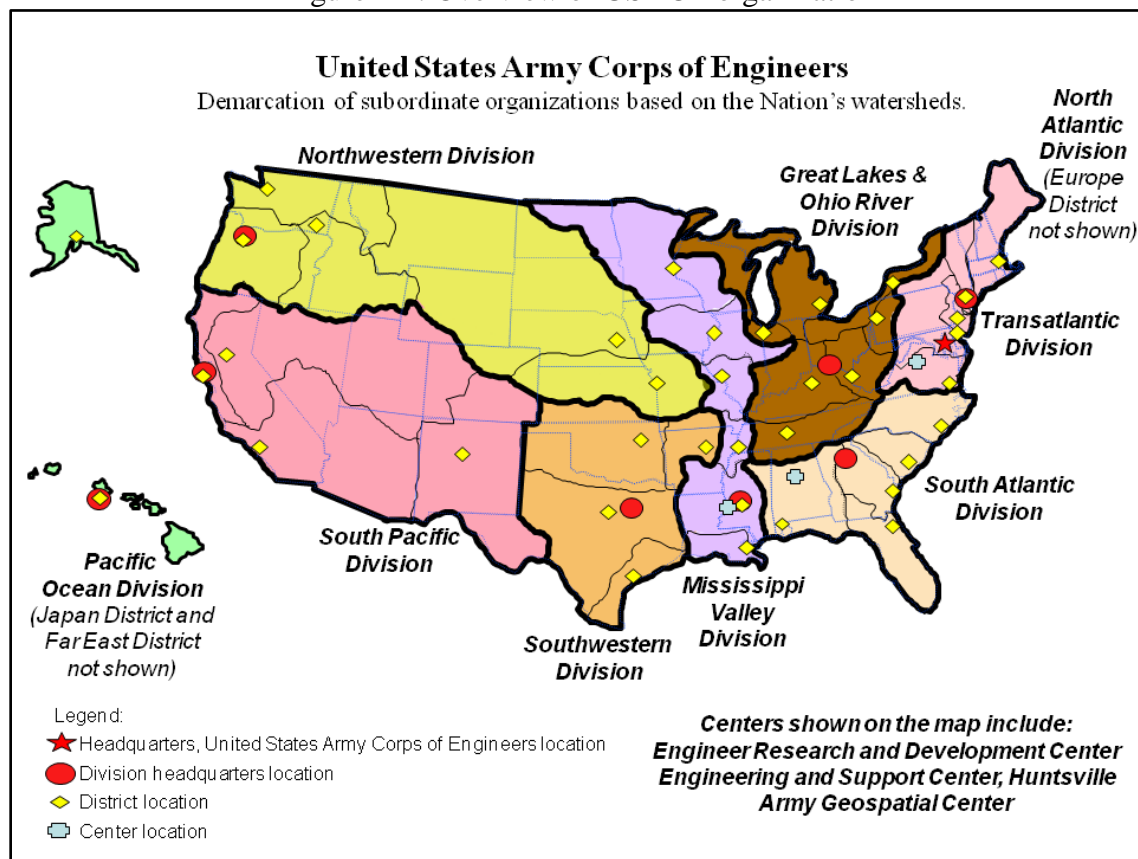 United States Army Corps of Engineers
Demarcation of subordinate organizations based on the Nation's watersheds.
North
Atlantic
Division
(Europe
District
not shown)
Northwestern Division
Great Lakes &
Ohio River
Division
Transatlantic
Division
South Atlantic
Division
South Pacific
Division
Mississippi
Valley
Division
Southwestern
Division
Pacific
Ocean Division
(Japan District and
Far East District
not shown)
Legend:
Headquarters, United States Army Corps of Engineers location
Division headquarters location
District location
Center location
Centers shown on the map include:
Engineer Research and Development Center
Engineering and Support Center, Huntsville
Army Geospatial Center